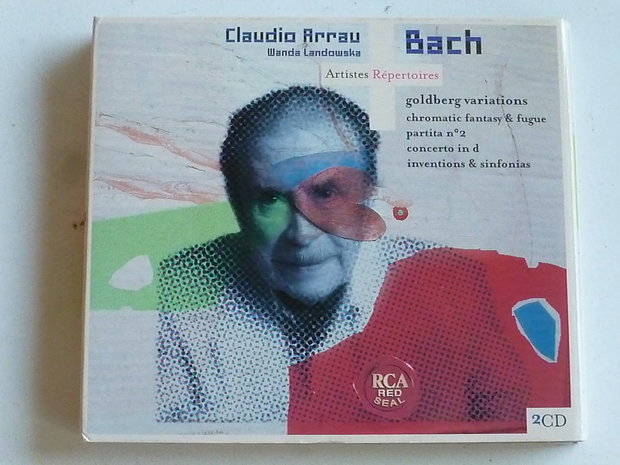 Claudio Arrau
Wanda Landowska
Bach
Artistes Répertoires
goldberg variations
chromatic fantasy & fugue
partita n°2
concerto in d
inventions & sinfonias
RCA
RED
SEAL
2CD